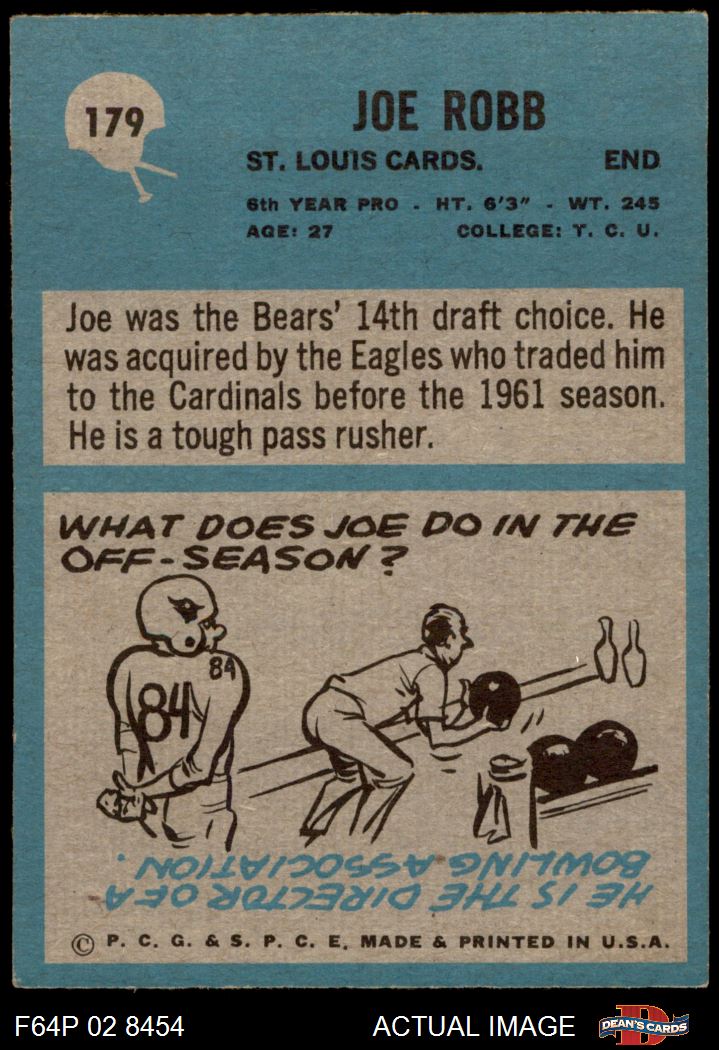 179
JOE ROBB
ST. LOUIS CARDS. END
6th YEAR PRO - HT. 6'3" - WT. 245
AGE: 27 COLLEGE: T. C. U.
Joe was the Bears' 14th draft choice. He
was acquired by the Eagles who traded him
to the Cardinals before the 1961 season.
He is a tough pass rusher.
WHAT DOES JOE DO IN THE
OFF-SEASON?
84
84
HE IS THE DIRECTOR OF A
BOWLING ASSOCIATION.
© P. C. G. & S. P. C. E. MADE & PRINTED IN U.S.A.
F64P 02 8454 ACTUAL IMAGE
D
DEAN'S CARDS